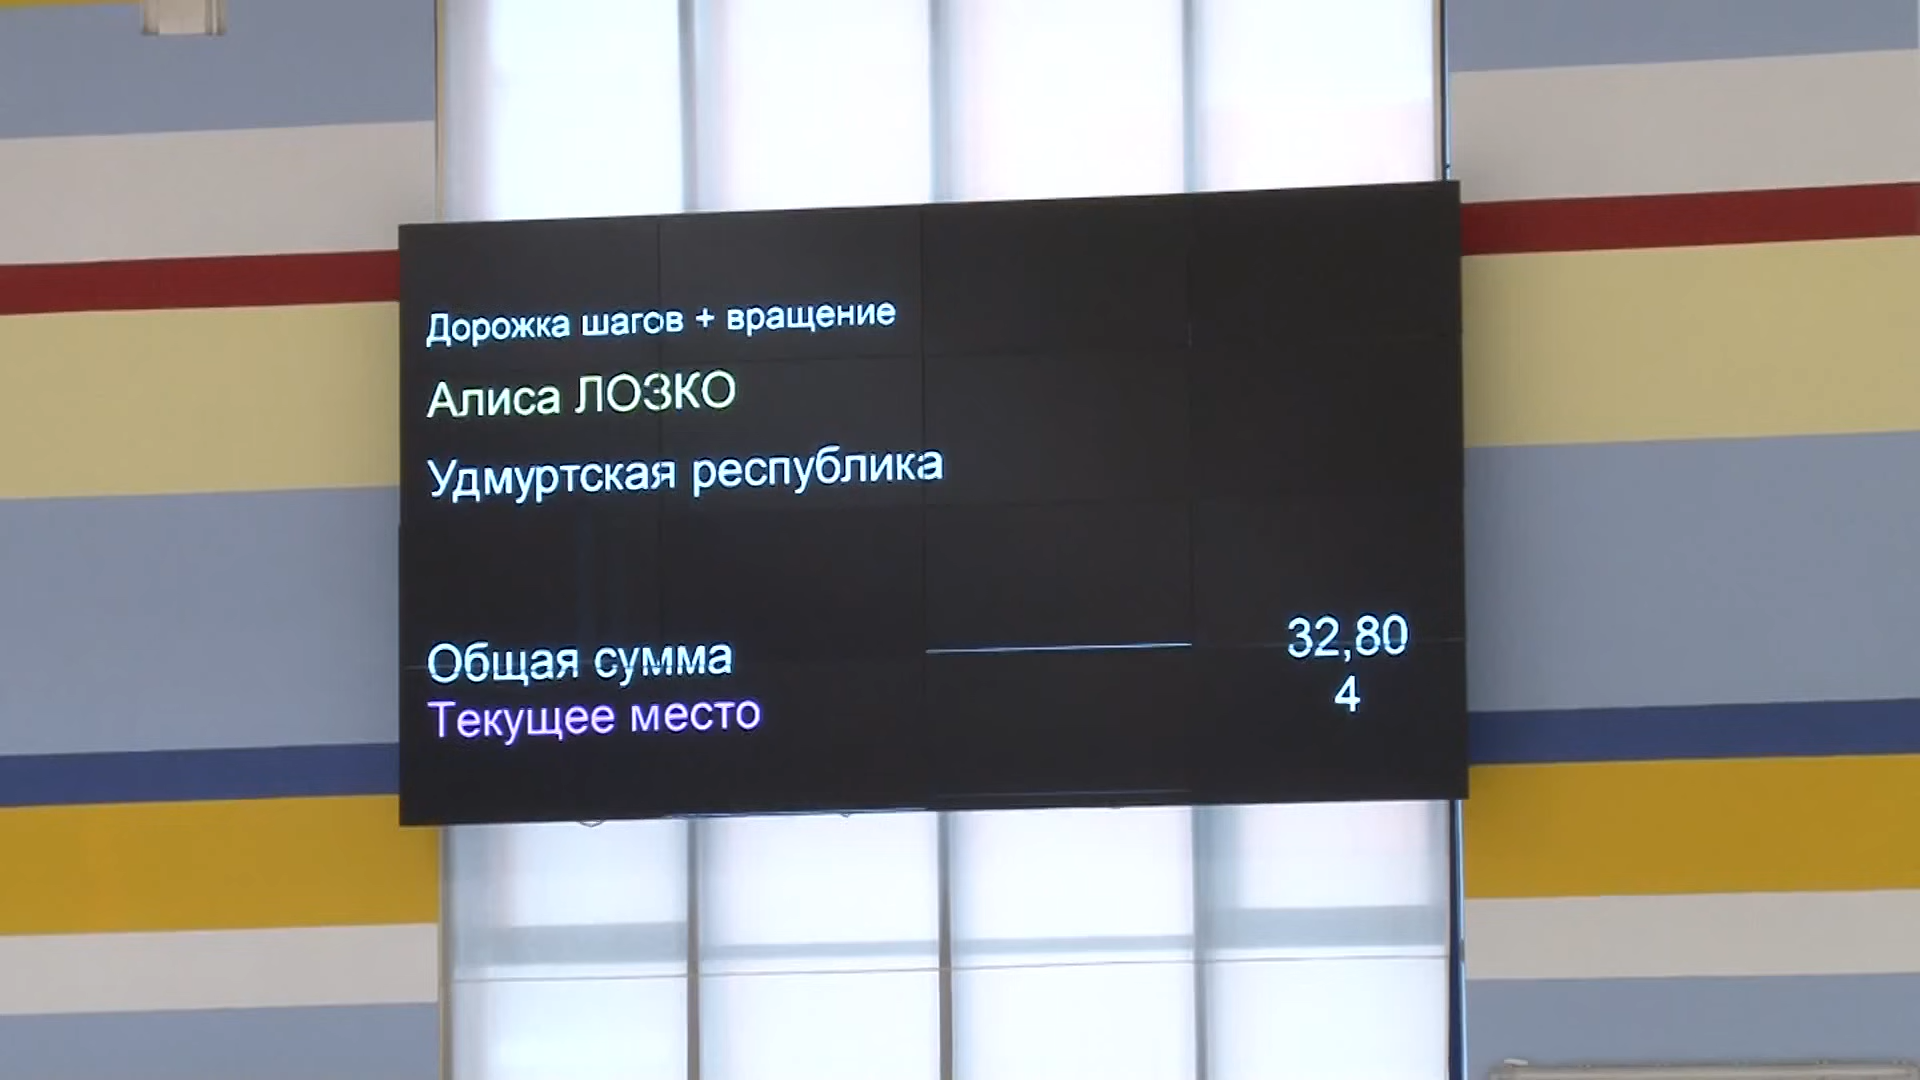 Дорожка шагов + вращение
Алиса ЛОЗКО
Удмуртская республика
Общая сумма 32,80
Текущее место 4